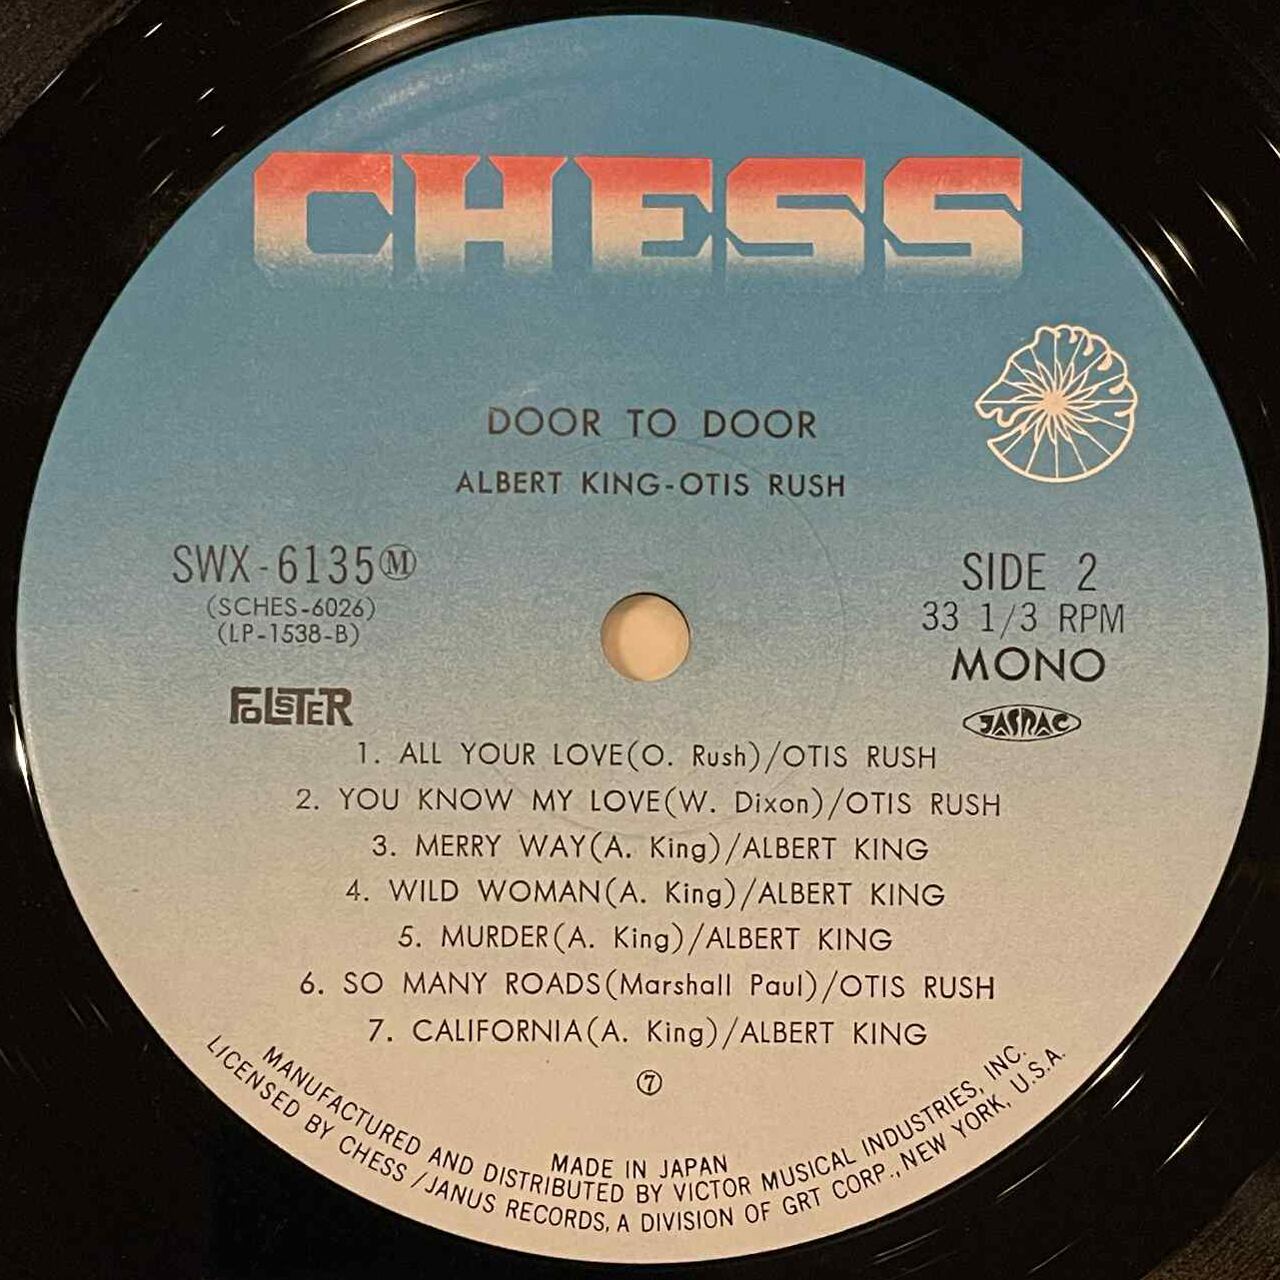 CHESS
DOOR TO DOOR
ALBERT KING-OTIS RUSH
SWX-6135Ⓜ
(SCHES-6026)
(LP-1538-B)
FOLSTER
SIDE 2
33 1/3 RPM
MONO
JASRAC
1. ALL YOUR LOVE(O. Rush)/OTIS RUSH
2. YOU KNOW MY LOVE(W. Dixon)/OTIS RUSH
3. MERRY WAY(A. King)/ALBERT KING
4. WILD WOMAN(A. King)/ALBERT KING
5. MURDER(A. King)/ALBERT KING
6. SO MANY ROADS(Marshall Paul)/OTIS RUSH
7. CALIFORNIA(A. King)/ALBERT KING
⑦
MADE IN JAPAN
MANUFACTURED AND DISTRIBUTED BY VICTOR MUSICAL INDUSTRIES, INC.
LICENSED BY CHESS/JANUS RECORDS, A DIVISION OF GRT CORP., NEW YORK, U.S.A.